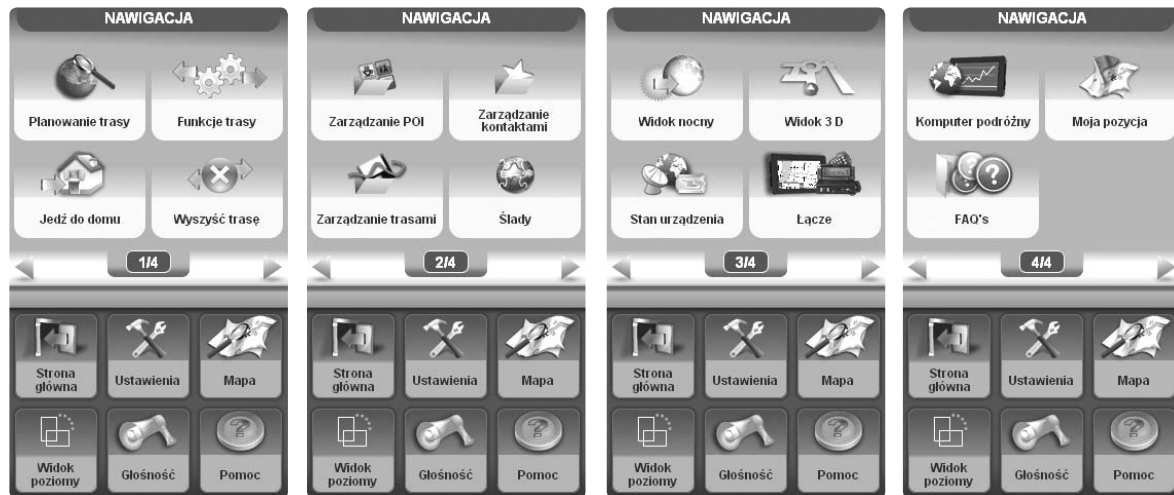 NAWIGACJA
Planowanie trasy
Funkcje trasy
Jedź do domu
Wyszyść trasę
1/4
Strona
główna
Ustawienia
Mapa
Widok
poziomy
Głośność
Pomoc
NAWIGACJA
Zarządzanie POI
Zarządzanie
kontaktami
Zarządzanie trasami
Ślady
2/4
Strona
główna
Ustawienia
Mapa
Widok
poziomy
Głośność
Pomoc
NAWIGACJA
Widok nocny
Widok 3 D
Stan urządzenia
Łącze
3/4
Strona
główna
Ustawienia
Mapa
Widok
poziomy
Głośność
Pomoc
NAWIGACJA
Komputer podróżny
Moja pozycja
FAQ's
4/4
Strona
główna
Ustawienia
Mapa
Widok
poziomy
Głośność
Pomoc